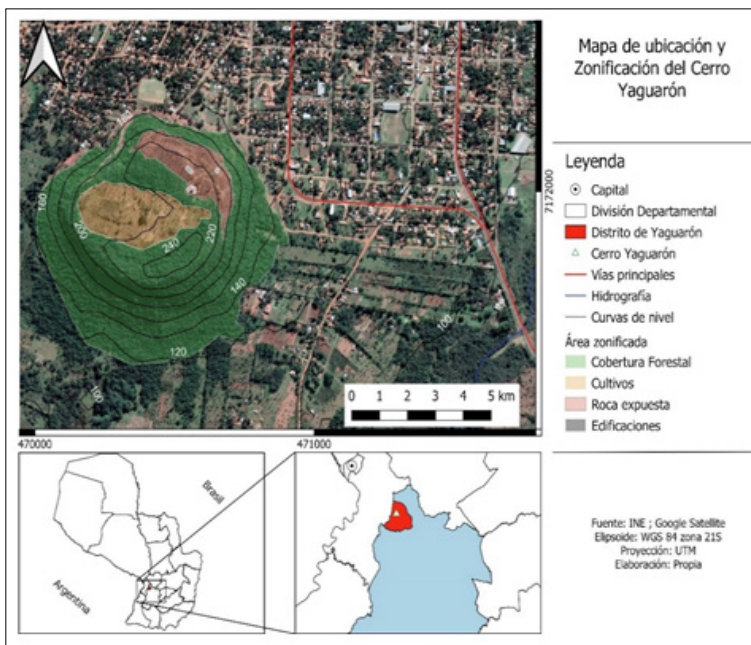 Mapa de ubicación y
Zonificación del Cerro
Yaguarón
160
200
240
220
140
120
100
100
7172000
0 1 2 3 4 5 km
470000
471000
Leyenda
Capital
División Departamental
Distrito de Yaguarón
Cerro Yaguarón
Vías principales
Hidrografía
Curvas de nivel
Área zonificada
Cobertura Forestal
Cultivos
Roca expuesta
Edificaciones
Brasil
Argentina
Fuente: INE ; Google Satellite
Elipsoide: WGS 84 zona 21S
Proyección: UTM
Elaboración: Propia